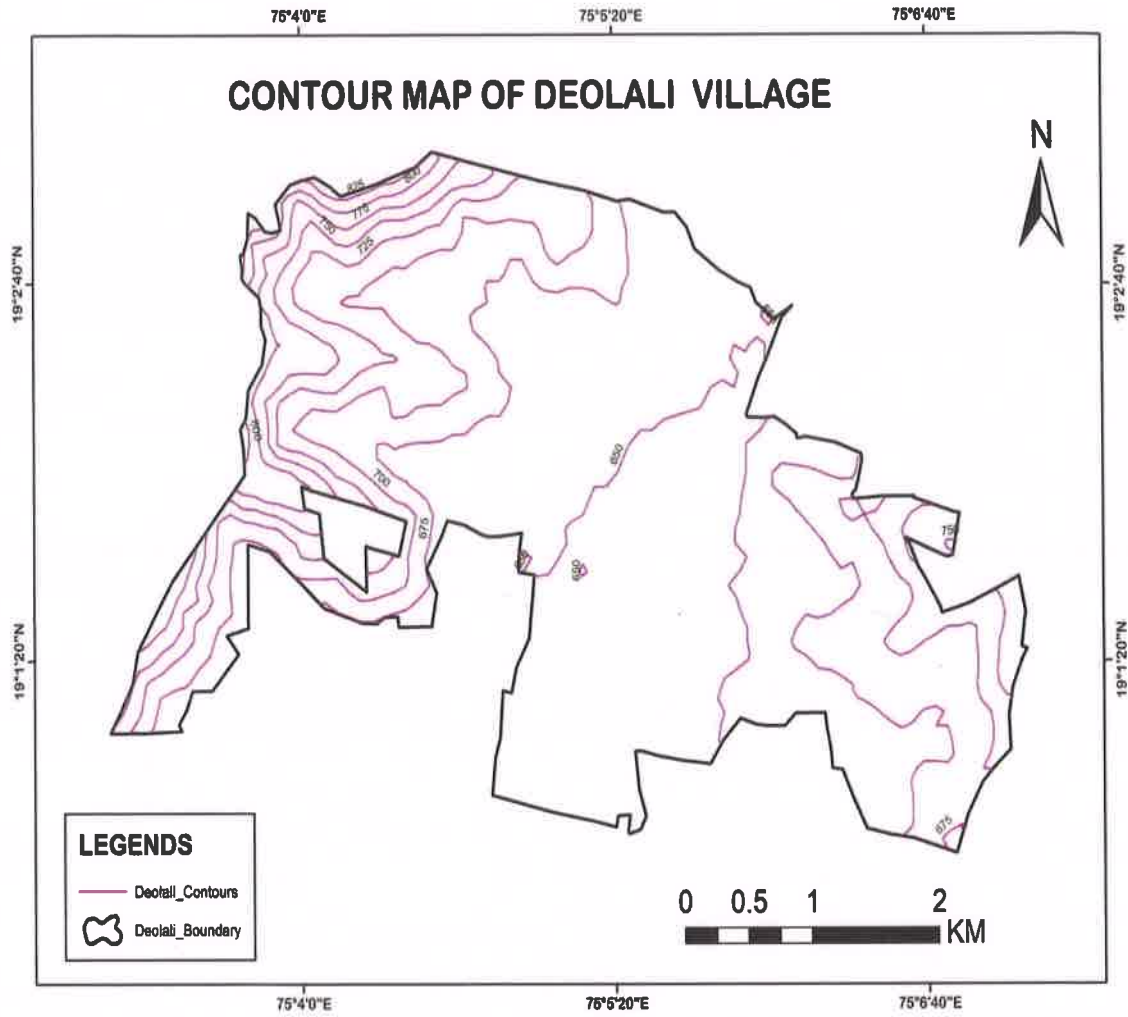 75°4'0"E 75°5'20"E 75°6'40"E
CONTOUR MAP OF DEOLALI VILLAGE
N
825
800
775
750
725
19°2'40"N
19°2'40"N
800
650
700
675
750
650
19°1'20"N
19°1'20"N
675
LEGENDS
Deolali_Contours
Deolali_Boundary
0 0.5 1 2
KM
75°4'0"E 75°5'20"E 75°6'40"E